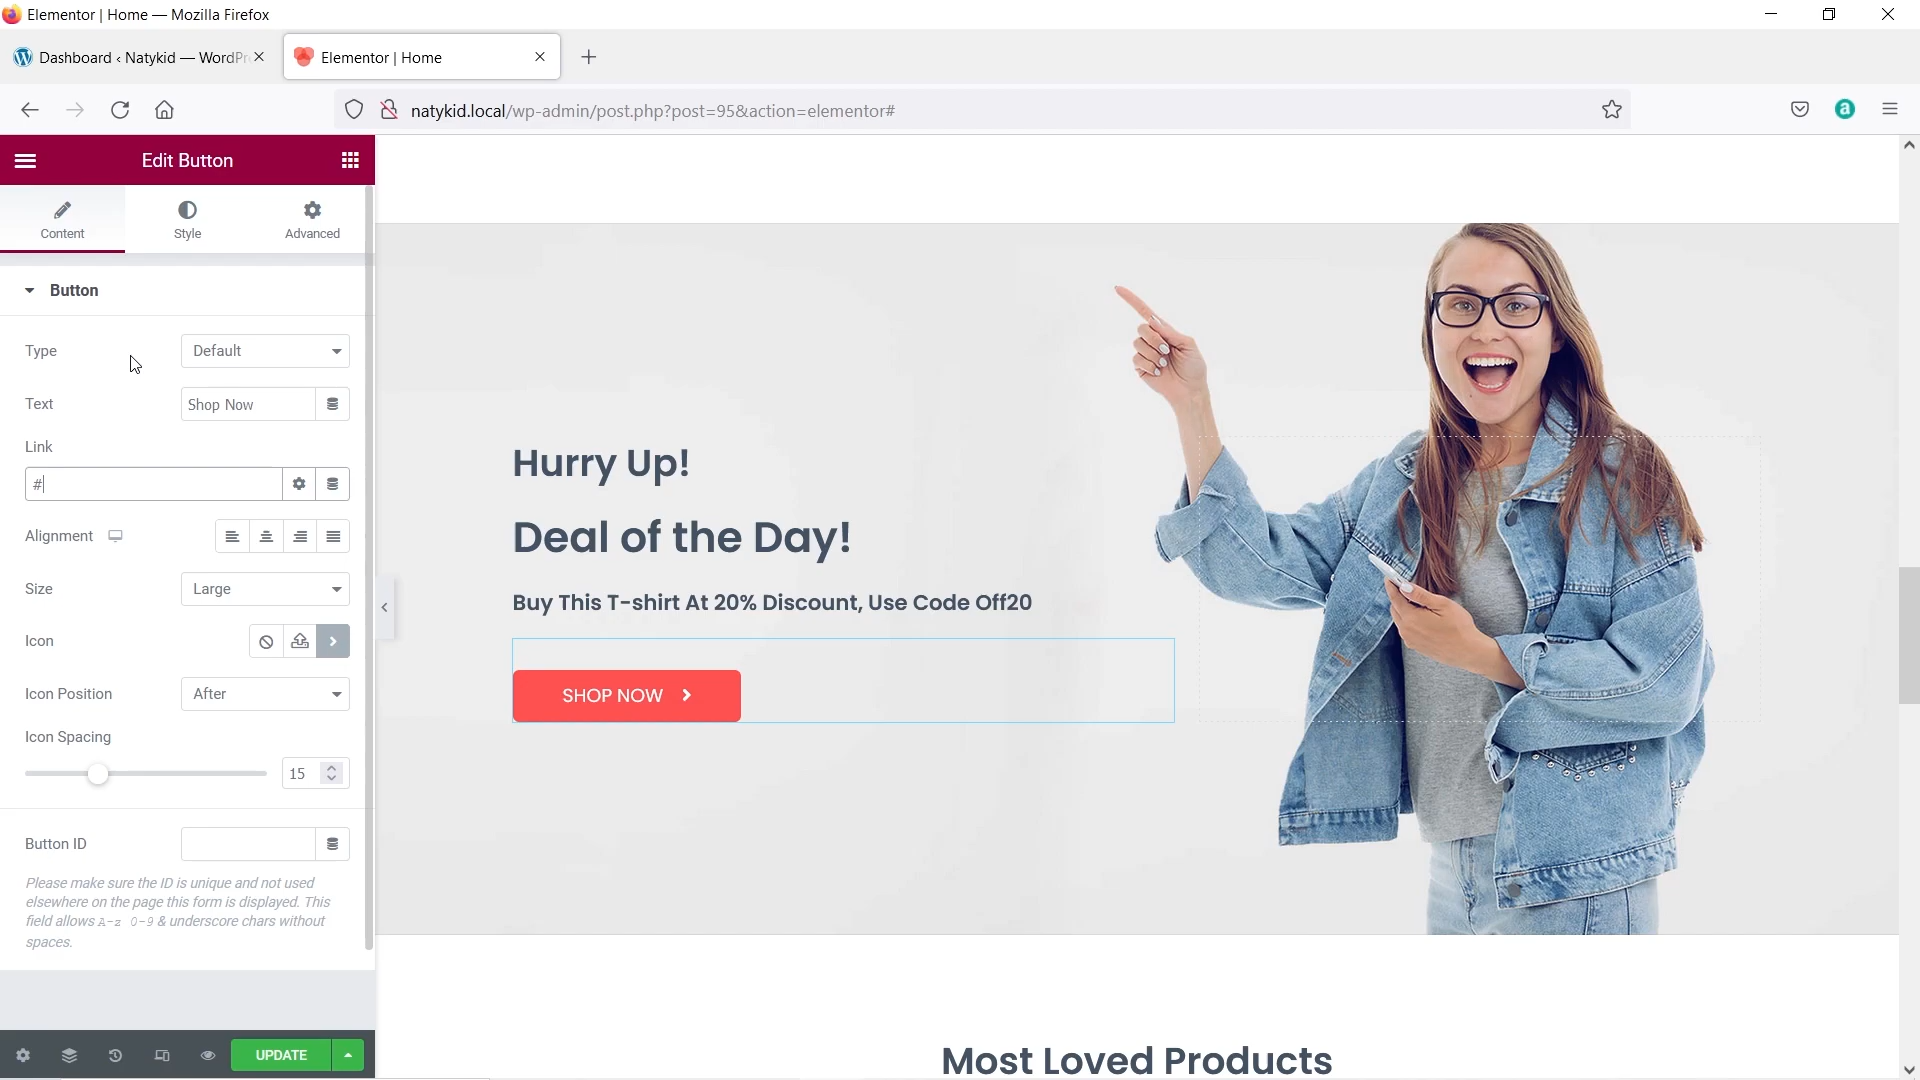 Elementor | Home — Mozilla Firefox
Dashboard ‹ Natykid — WordPr
Elementor | Home
natykid.local/wp-admin/post.php?post=95&action=elementor#
a
Edit Button
Content
Style
Advanced
Button
Type
Default
Text
Shop Now
Link
#
Alignment
Size
Large
Icon
Icon Position
After
Icon Spacing
15
Button ID
Please make sure the ID is unique and not used
elsewhere on the page this form is displayed. This
field allows A-z 0-9 & underscore chars without
spaces.
UPDATE
Hurry Up!
Deal of the Day!
Buy This T-shirt At 20% Discount, Use Code Off20
SHOP NOW
Most Loved Products